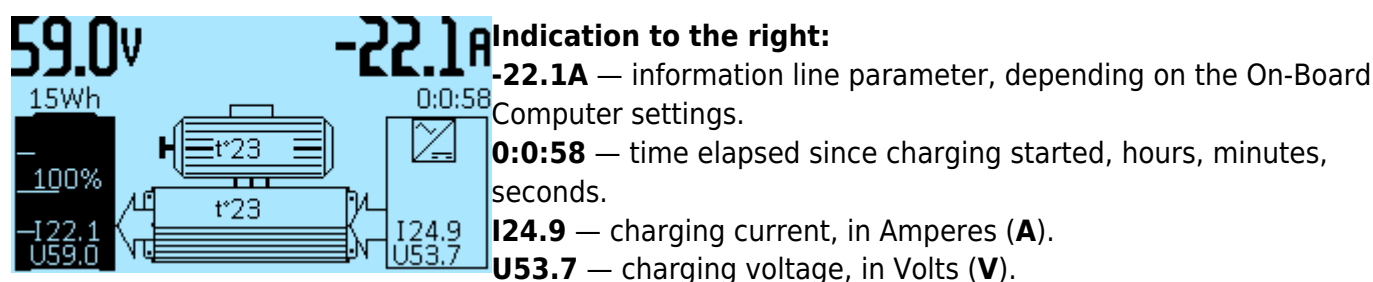 59.0V -22.1A
15Wh 0:0:58
t°23
100%
t°23
I22.1
U59.0
I24.9
U53.7
Indication to the right:
-22.1A — information line parameter, depending on the On-Board
Computer settings.
0:0:58 — time elapsed since charging started, hours, minutes,
seconds.
I24.9 — charging current, in Amperes (A).
U53.7 — charging voltage, in Volts (V).